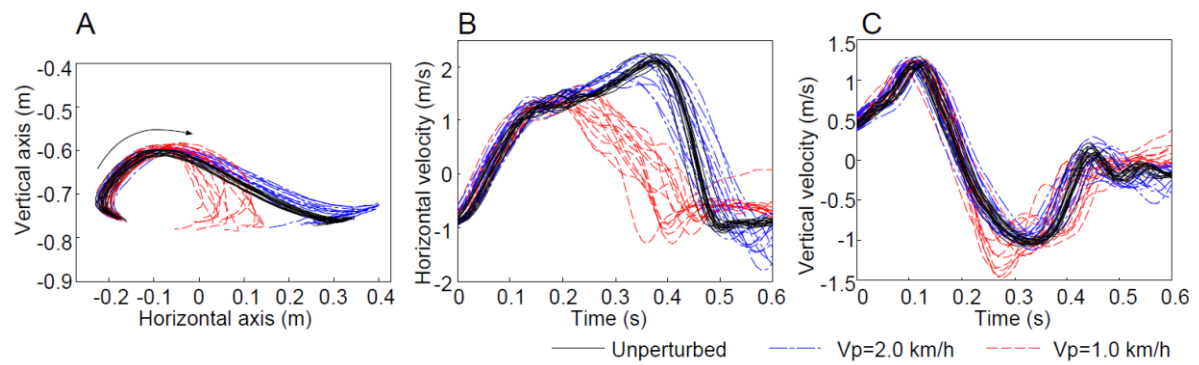 A
B
C
-0.4
-0.5
-0.6
-0.7
-0.8
-0.9
Vertical axis (m)
-0.2 -0.1 0 0.1 0.2 0.3 0.4
Horizontal axis (m)
2
1
0
-1
-2
Horizontal velocity (m/s)
0 0.1 0.2 0.3 0.4 0.5 0.6
Time (s)
1.5
1
0.5
0
-0.5
-1
-1.5
Vertical velocity (m/s)
0 0.1 0.2 0.3 0.4 0.5 0.6
Time (s)
Unperturbed
Vp=2.0 km/h
Vp=1.0 km/h